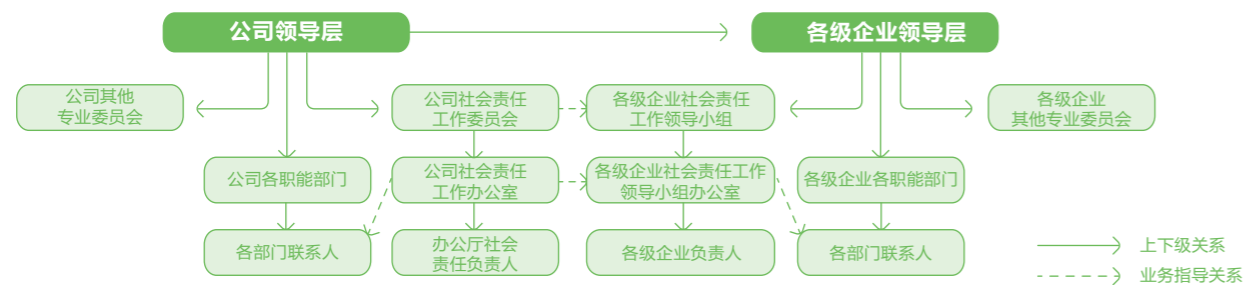 公司领导层
各级企业领导层
公司其他
专业委员会
公司社会责任
工作委员会
各级企业社会责任
工作领导小组
各级企业
其他专业委员会
公司各职能部门
公司社会责任
工作办公室
各级企业社会责任工作
领导小组办公室
各级企业各职能部门
各部门联系人
办公厅社会
责任负责人
各级企业负责人
各部门联系人
上下级关系
业务指导关系